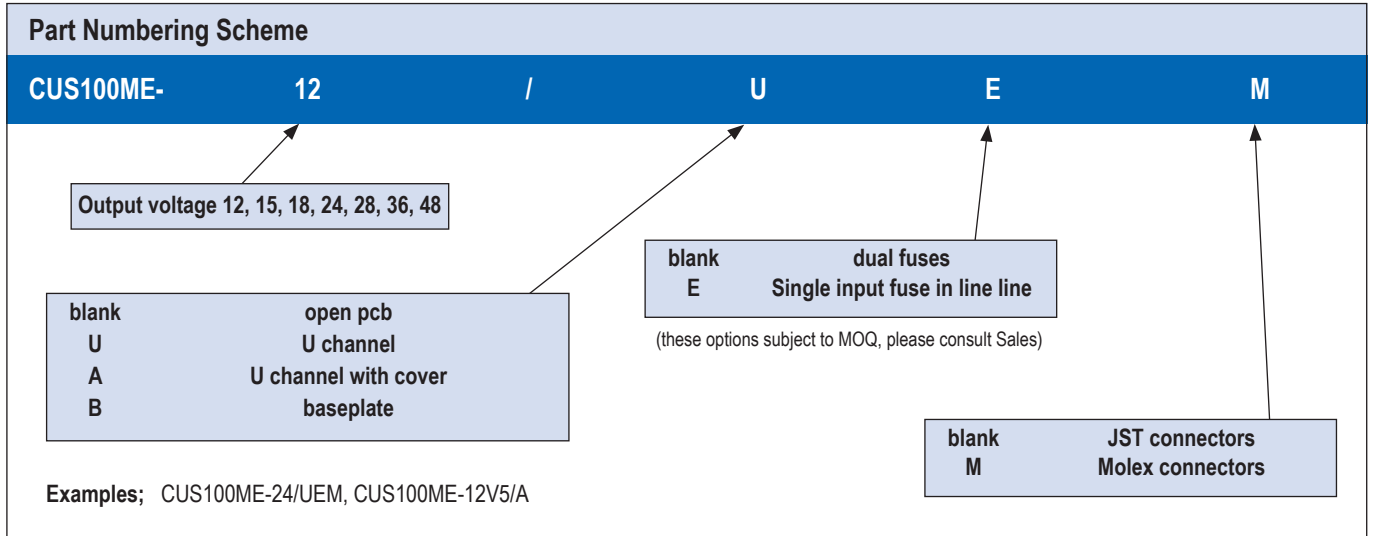 Part Numbering Scheme
CUS100ME- 12 / U E M
Output voltage 12, 15, 18, 24, 28, 36, 48
blank dual fuses
E Single input fuse in line line
(these options subject to MOQ, please consult Sales)
blank open pcb
U U channel
A U channel with cover
B baseplate
blank JST connectors
M Molex connectors
Examples; CUS100ME-24/UEM, CUS100ME-12V5/A